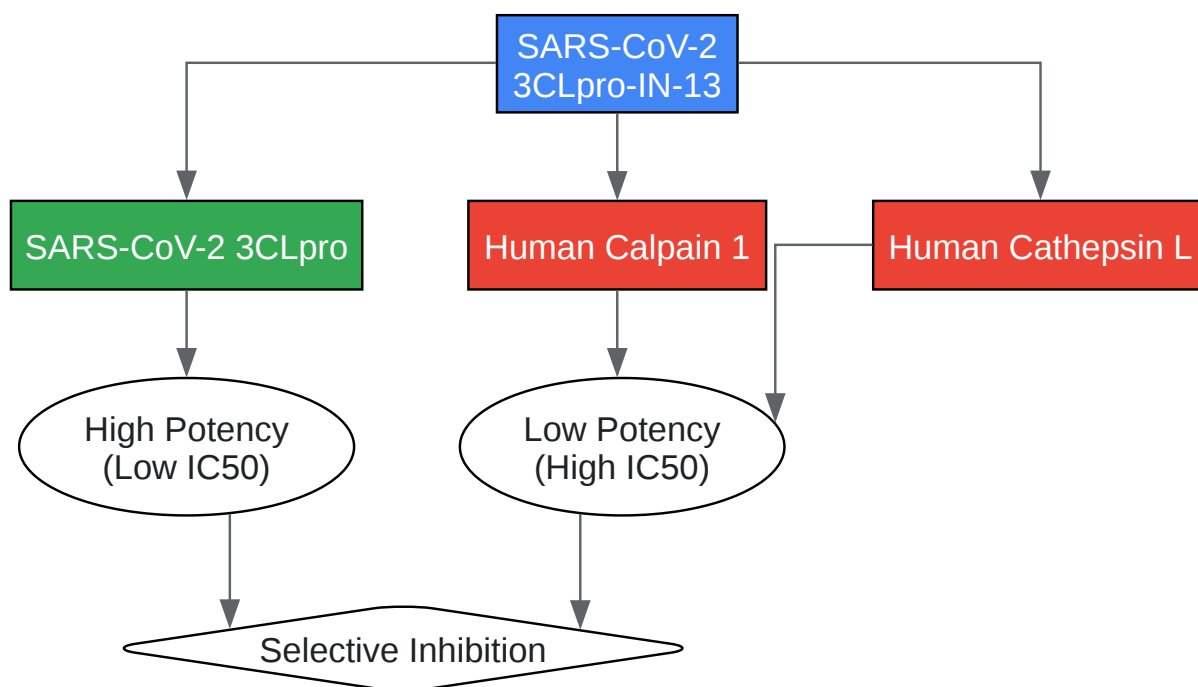 SARS-CoV-2
3CLpro-IN-13
SARS-CoV-2 3CLpro
Human Calpain 1
Human Cathepsin L
High Potency
(Low IC50)
Low Potency
(High IC50)
Selective Inhibition